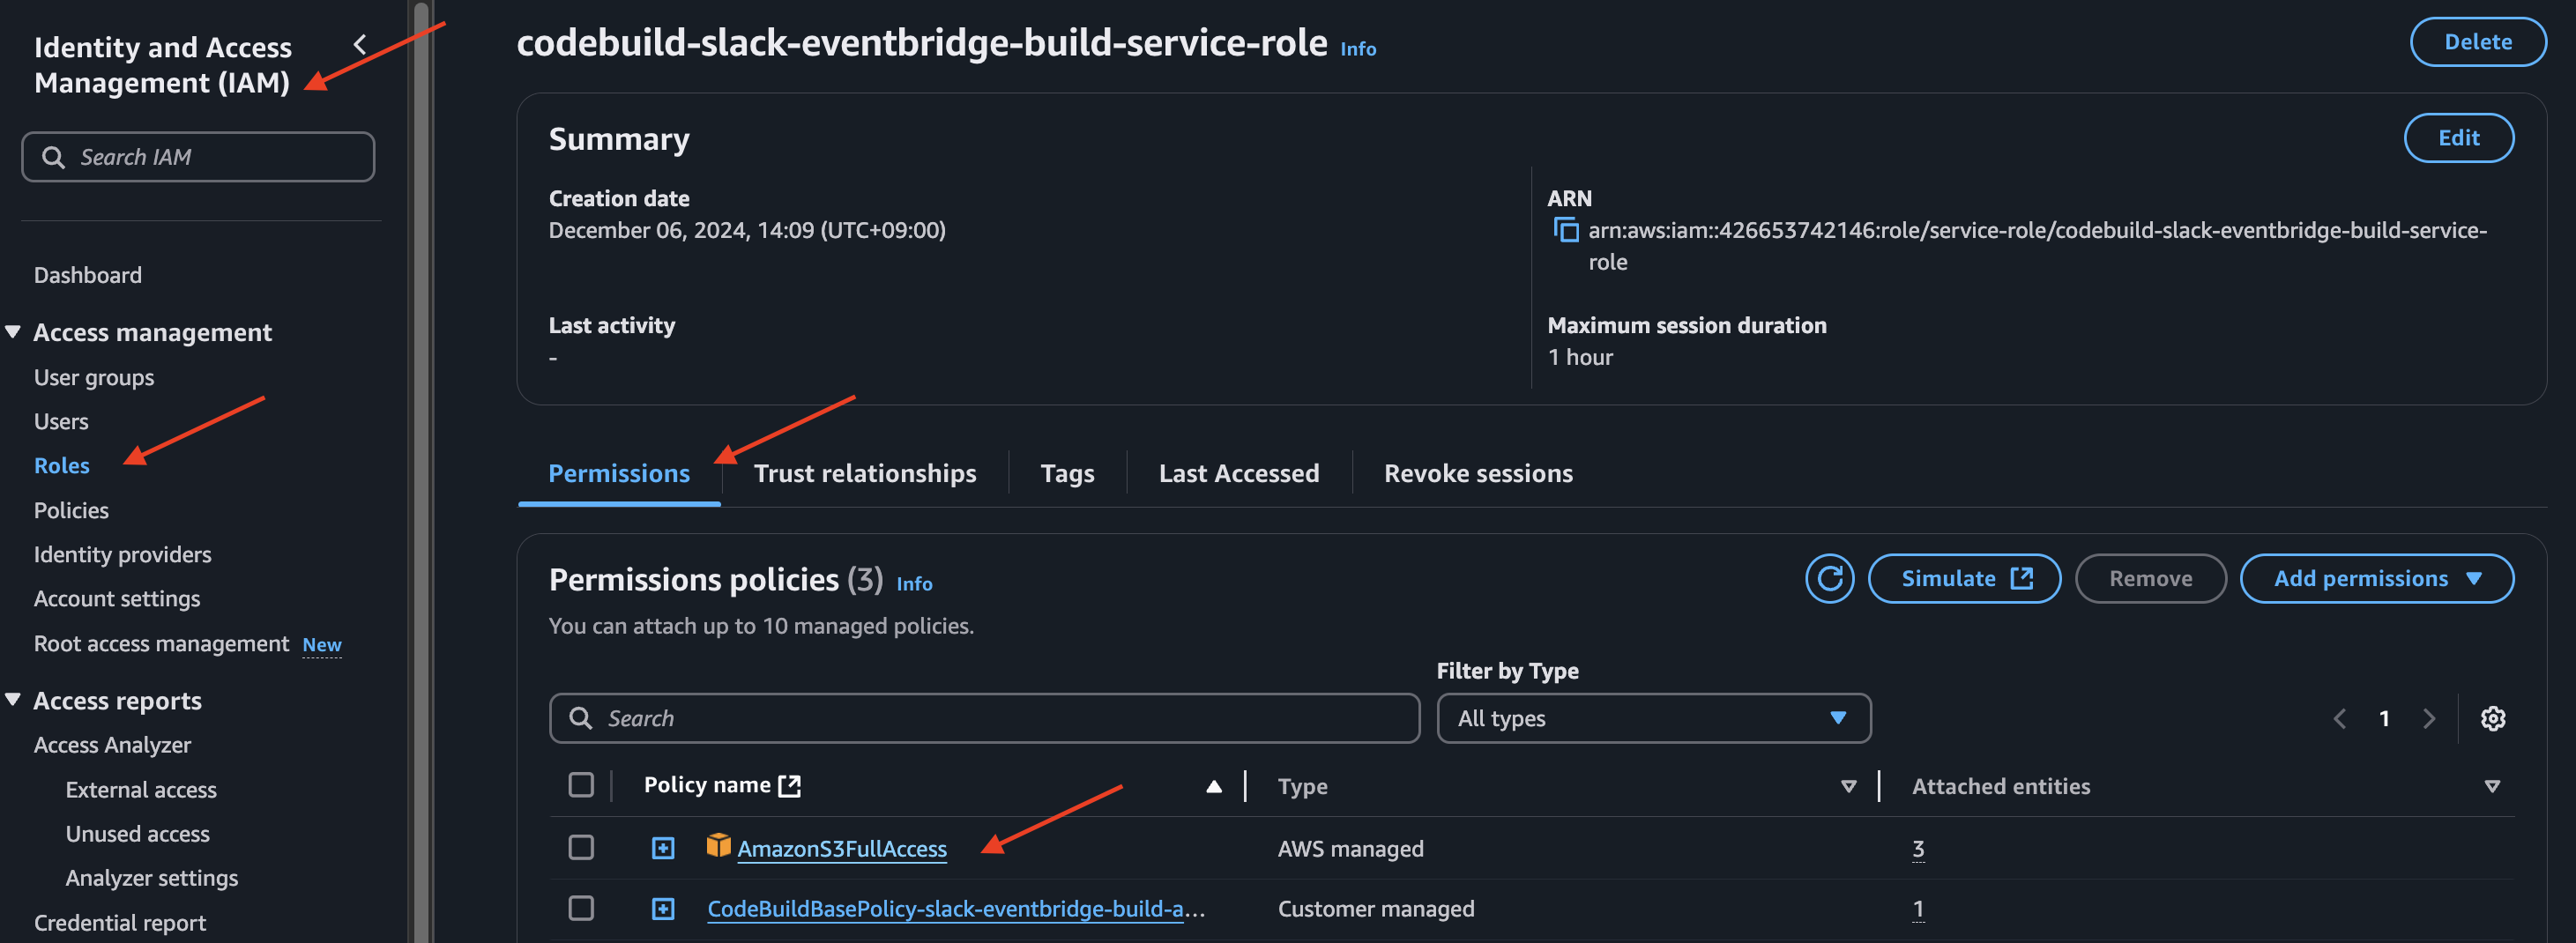 Identity and Access
Management (IAM)
Search IAM
Dashboard
Access management
User groups
Users
Roles
Policies
Identity providers
Account settings
Root access management New
Access reports
Access Analyzer
External access
Unused access
Analyzer settings
Credential report
codebuild-slack-eventbridge-build-service-role Info
Delete
Summary
Edit
Creation date
December 06, 2024, 14:09 (UTC+09:00)
ARN
arn:aws:iam::426653742146:role/service-role/codebuild-slack-eventbridge-build-service-
role
Last activity
-
Maximum session duration
1 hour
Permissions Trust relationships Tags Last Accessed Revoke sessions
Permissions policies (3) Info
Simulate Remove Add permissions
You can attach up to 10 managed policies.
Filter by Type
Search All types 1
Policy name Type Attached entities
AmazonS3FullAccess AWS managed 3
CodeBuildBasePolicy-slack-eventbridge-build-a... Customer managed 1